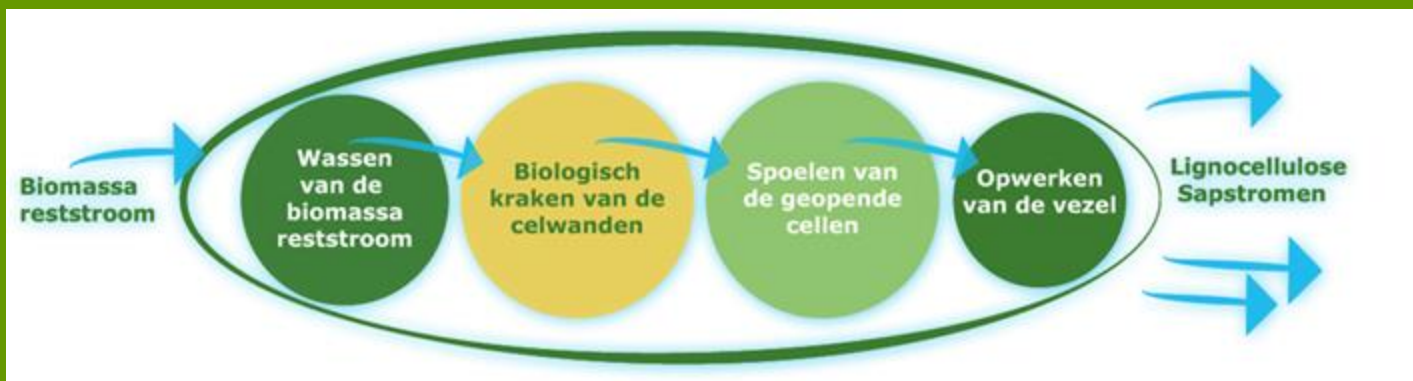 Biomassa
reststroom
Wassen
van de
biomassa
reststroom
Biologisch
kraken van de
celwanden
Spoelen van
de geopende
cellen
Opwerken
van de vezel
Lignocellulose
Sapstromen